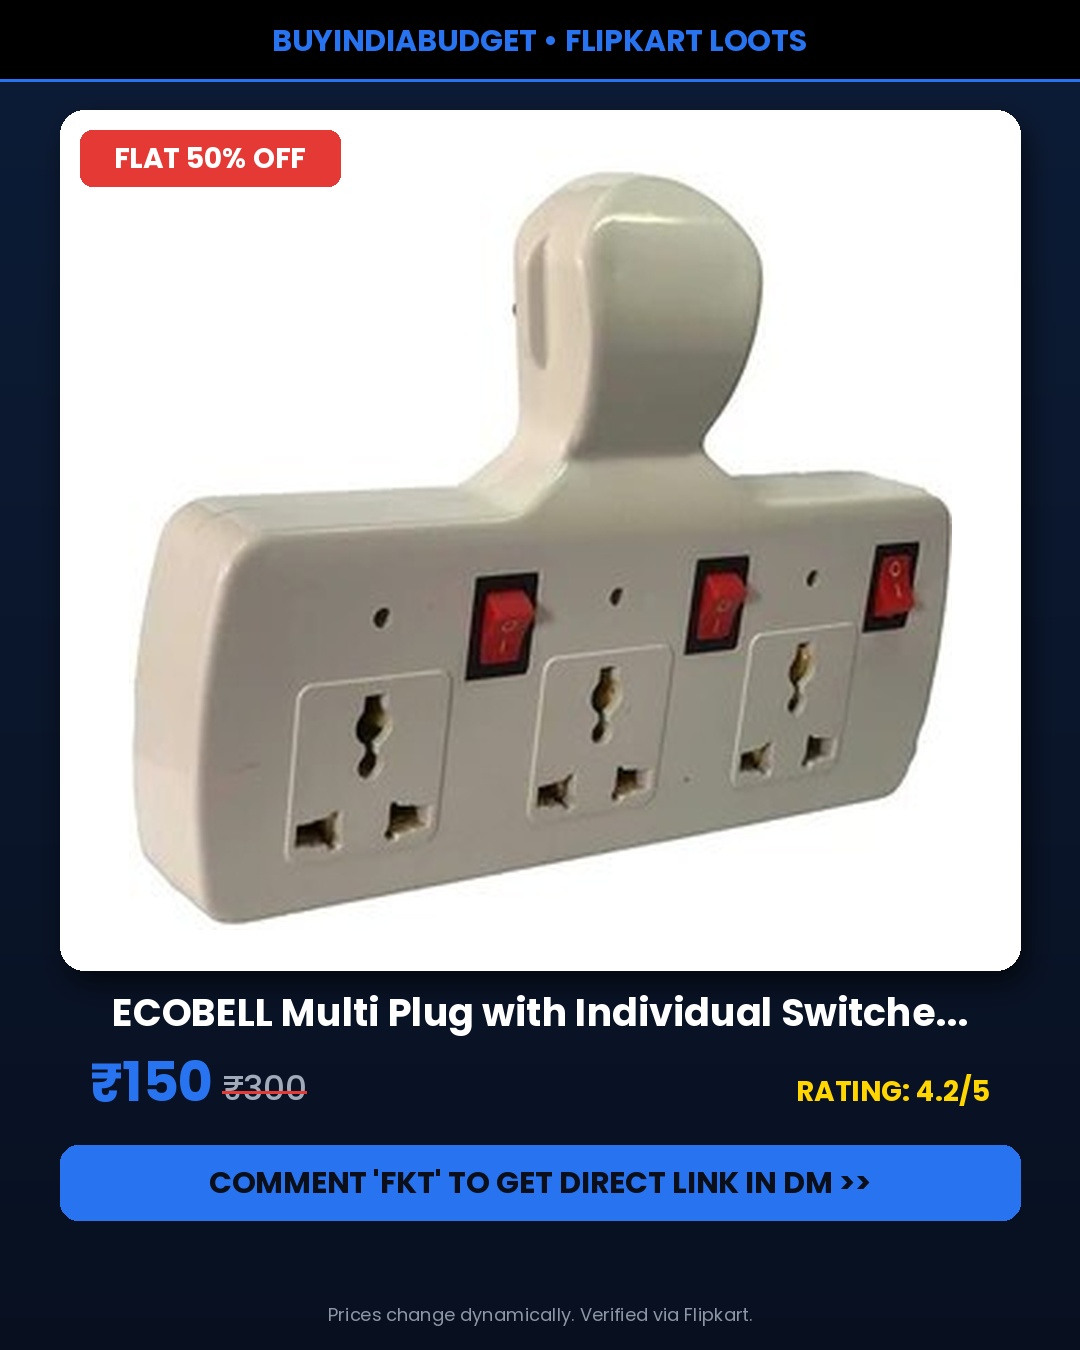 BUYINDIABUDGET • FLIPKART LOOTS
FLAT 50% OFF
ECOBELL Multi Plug with Individual Switche...
₹150 ₹300
RATING: 4.2/5
COMMENT 'FKT' TO GET DIRECT LINK IN DM >>
Prices change dynamically. Verified via Flipkart.